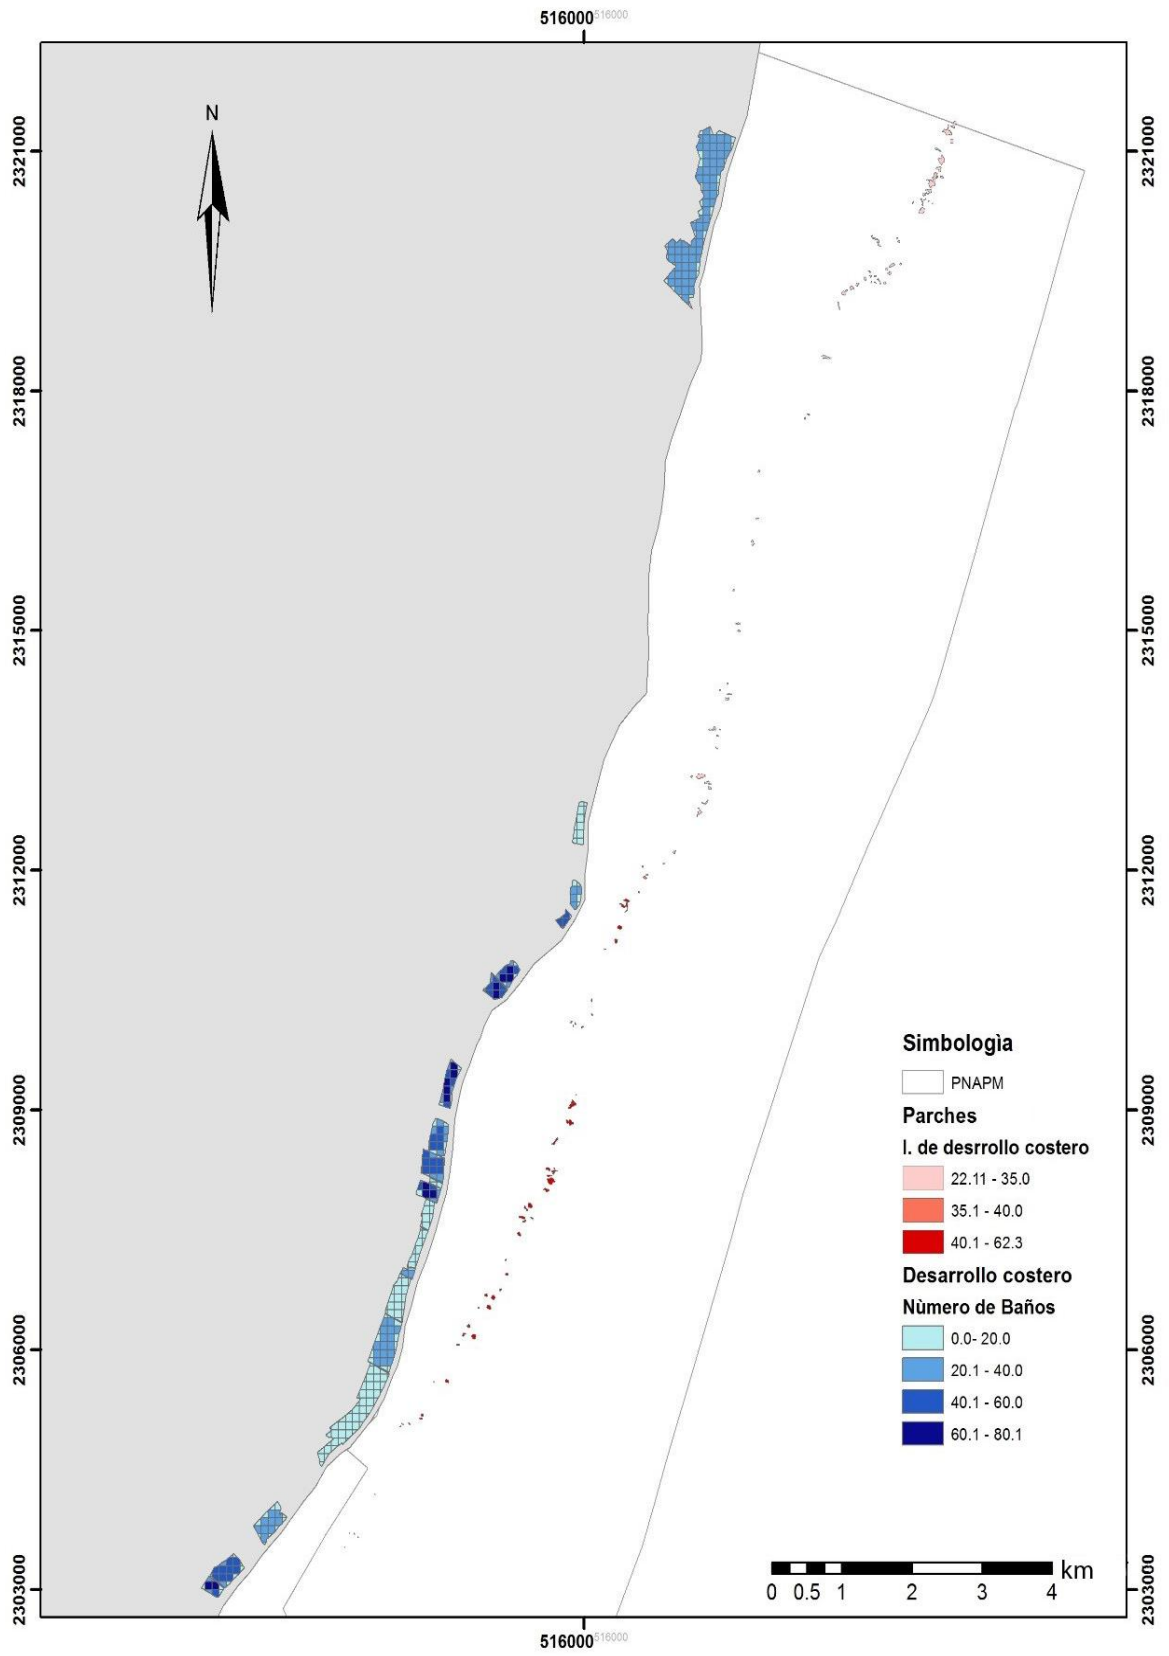 516000 516000
N
2321000 2321000
2318000 2318000
2315000 2315000
2312000 2312000
2309000 2309000
2306000 2306000
2303000 2303000
Simbologìa
PNAPM
Parches
I. de desrrollo costero
22.11 - 35.0
35.1 - 40.0
40.1 - 62.3
Desarrollo costero
Nùmero de Baños
0.0- 20.0
20.1 - 40.0
40.1 - 60.0
60.1 - 80.1
km
0 0.5 1 2 3 4
516000 516000